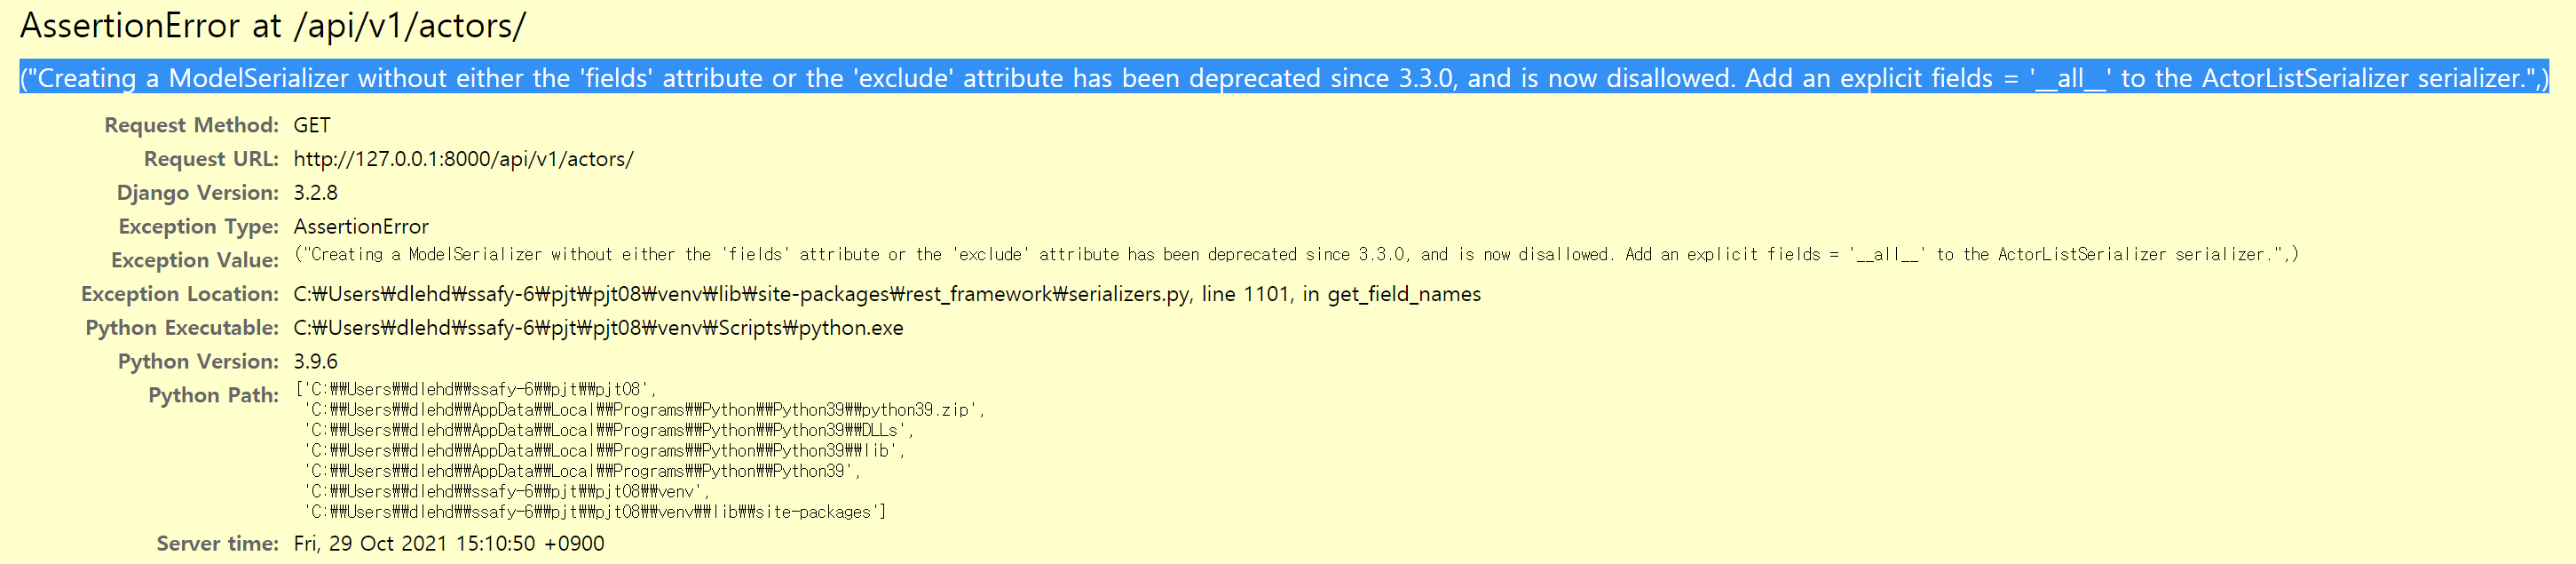 AssertionError at /api/v1/actors/
("Creating a ModelSerializer without either the 'fields' attribute or the 'exclude' attribute has been deprecated since 3.3.0, and is now disallowed. Add an explicit fields = '__all__' to the ActorListSerializer serializer.",)
Request Method: GET
Request URL: http://127.0.0.1:8000/api/v1/actors/
Django Version: 3.2.8
Exception Type: AssertionError
Exception Value: ("Creating a ModelSerializer without either the 'fields' attribute or the 'exclude' attribute has been deprecated since 3.3.0, and is now disallowed. Add an explicit fields = '__all__' to the ActorListSerializer serializer.",)
Exception Location: C:₩Users₩dlehd₩ssafy-6₩pjt₩pjt08₩venv₩lib₩site-packages₩rest_framework₩serializers.py, line 1101, in get_field_names
Python Executable: C:₩Users₩dlehd₩ssafy-6₩pjt₩pjt08₩venv₩Scripts₩python.exe
Python Version: 3.9.6
Python Path: ['C:₩₩Users₩₩dlehd₩₩ssafy-6₩₩pjt₩₩pjt08',
'C:₩₩Users₩₩dlehd₩₩AppData₩₩Local₩₩Programs₩₩Python₩₩Python39₩₩python39.zip',
'C:₩₩Users₩₩dlehd₩₩AppData₩₩Local₩₩Programs₩₩Python₩₩Python39₩₩DLLs',
'C:₩₩Users₩₩dlehd₩₩AppData₩₩Local₩₩Programs₩₩Python₩₩Python39₩₩lib',
'C:₩₩Users₩₩dlehd₩₩AppData₩₩Local₩₩Programs₩₩Python₩₩Python39',
'C:₩₩Users₩₩dlehd₩₩ssafy-6₩₩pjt₩₩pjt08₩₩venv',
'C:₩₩Users₩₩dlehd₩₩ssafy-6₩₩pjt₩₩pjt08₩₩venv₩₩lib₩₩site-packages']
Server time: Fri, 29 Oct 2021 15:10:50 +0900